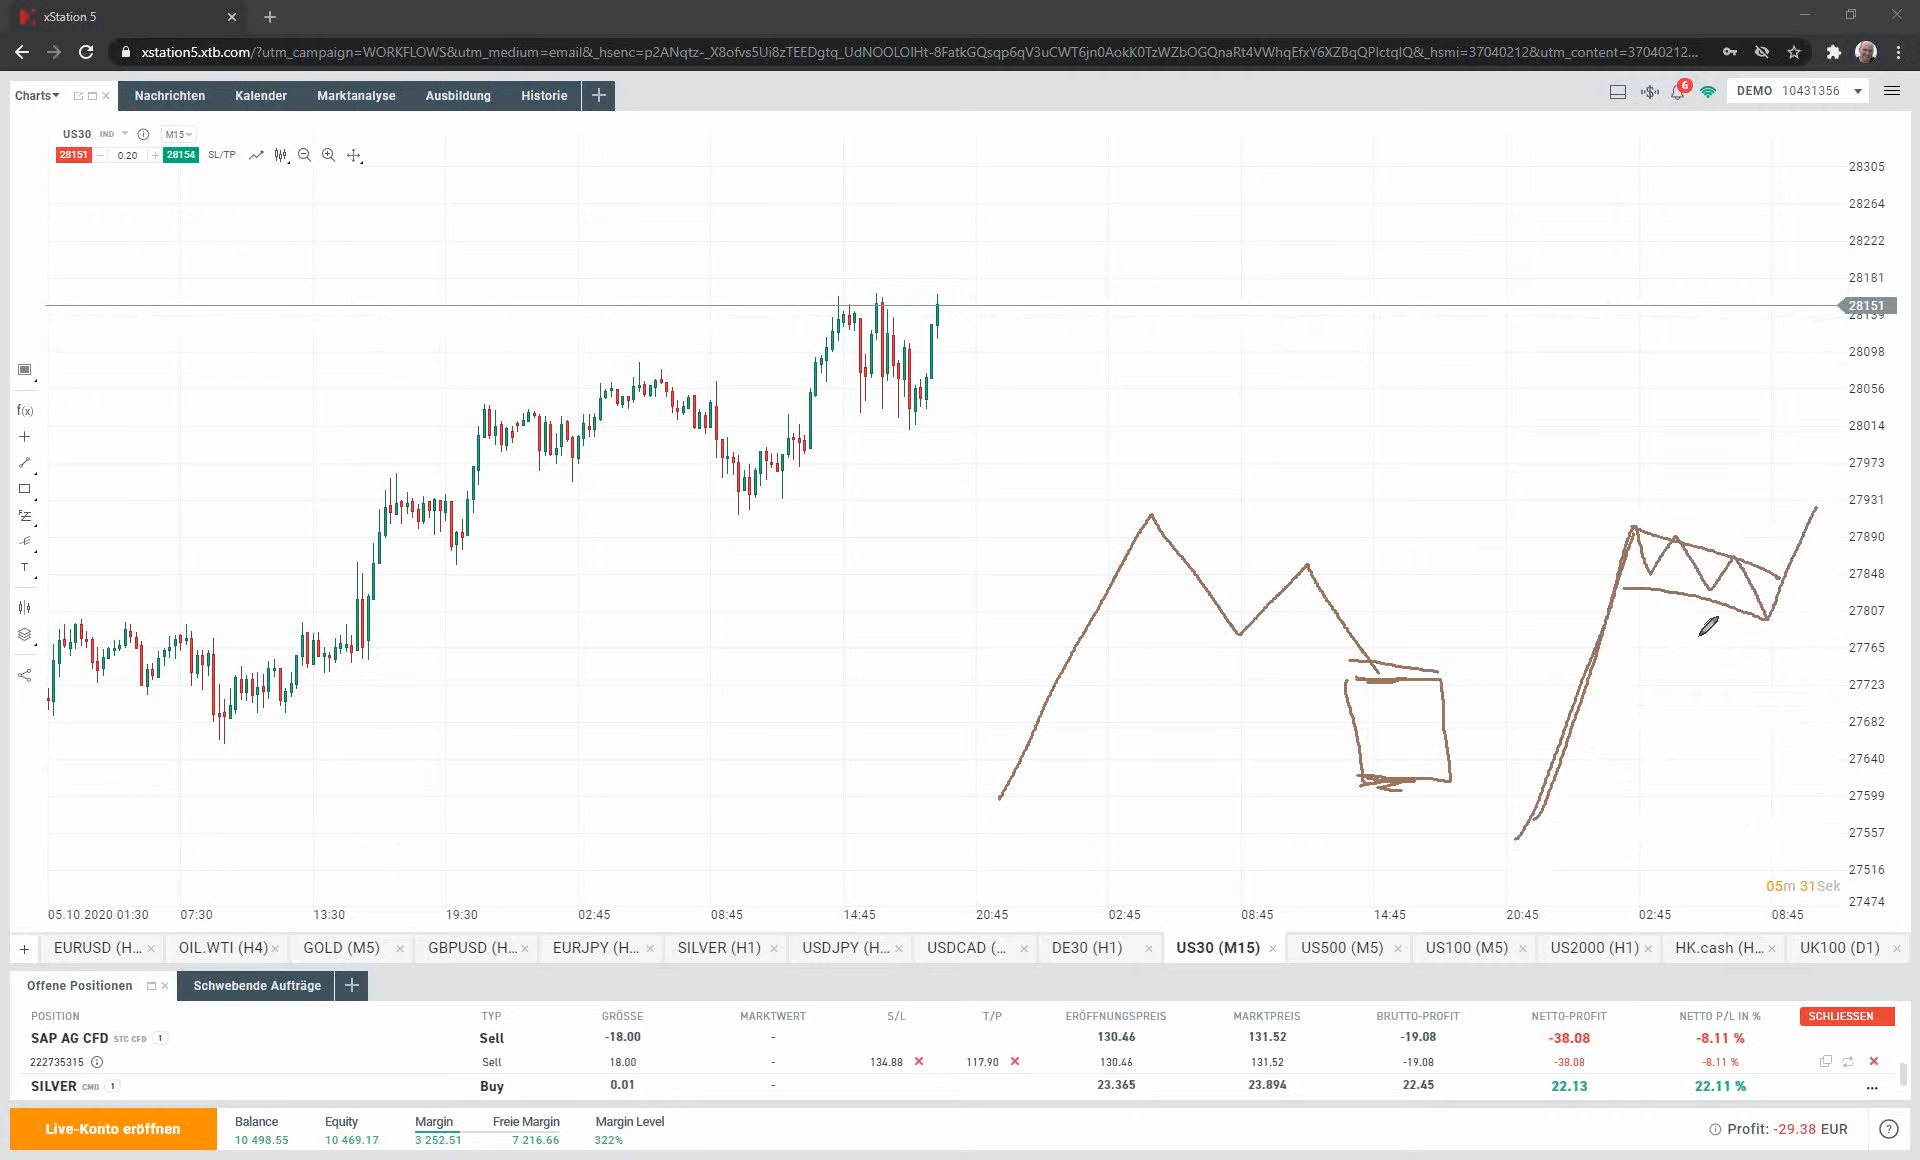 xStation 5
xstation5.xtb.com/?utm_campaign=WORKFLOWS&utm_medium=email&_hsenc=p2ANqtz-_X8ofvs5Ui8zTEEDgtq_UdNOOLOIHt-8FatkGQsqp6qV3uCWT6jn0AokK0TzWZbOGQnaRt4VWhqEfxY6XZBqQPIctqIQ&_hsmi=37040212&utm_content=37040212...
Charts Nachrichten Kalender Marktanalyse Ausbildung Historie 6 DEMO 10431356
US30 IND M15
28151 0.20 28154 SL/TP
28305
28264
28222
28181
28151
28139
28098
28056
28014
27973
27931
27890
27848
27807
27765
27723
27682
27640
27599
27557
27516
27474
f(x)
T
05m 31Sek
05.10.2020 01:30 07:30 13:30 19:30 02:45 08:45 14:45 20:45 02:45 08:45 14:45 20:45 02:45 08:45
EURUSD (H... OIL.WTI (H4) GOLD (M5) GBPUSD (H... EURJPY (H... SILVER (H1) USDJPY (H... USDCAD (... DE30 (H1) US30 (M15) US500 (M5) US100 (M5) US2000 (H1) HK.cash (H... UK100 (D1)
Offene Positionen Schwebende Aufträge
POSITION TYP GRÖSSE MARKTWERT S/L T/P ERÖFFNUNGSPREIS MARKTPREIS BRUTTO-PROFIT NETTO-PROFIT NETTO P/L IN % SCHLIESSEN
SAP AG CFD STC CFD 1 Sell -18.00 - 130.46 131.52 -19.08 -38.08 -8.11 %
222735315 Sell 18.00 - 134.88 117.90 130.46 131.52 -19.08 -38.08 -8.11 %
SILVER CMD 1 Buy 0.01 - 23.365 23.894 22.45 22.13 22.11 % ...
Live-Konto eröffnen Balance Equity Margin Freie Margin Margin Level Profit: -29.38 EUR
10 498.55 10 469.17 3 252.51 7 216.66 322%